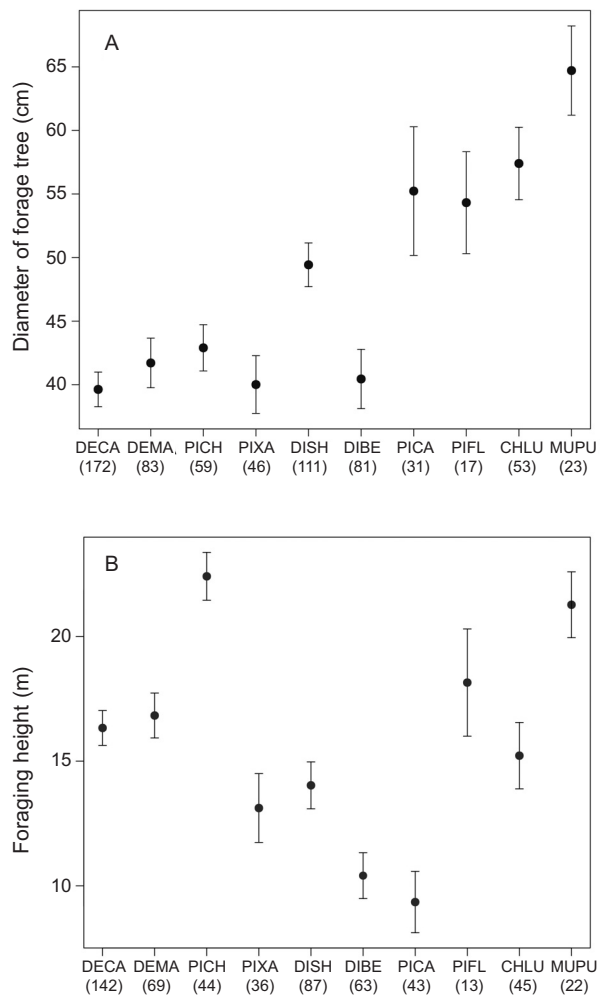 A
Diameter of forage tree (cm)
65
60
55
50
45
40
DECA DEMA, PICH PIXA DISH DIBE PICA PIFL CHLU MUPU
(172) (83) (59) (46) (111) (81) (31) (17) (53) (23)
B
Foraging height (m)
20
15
10
DECA DEMA PICH PIXA DISH DIBE PICA PIFL CHLU MUPU
(142) (69) (44) (36) (87) (63) (43) (13) (45) (22)